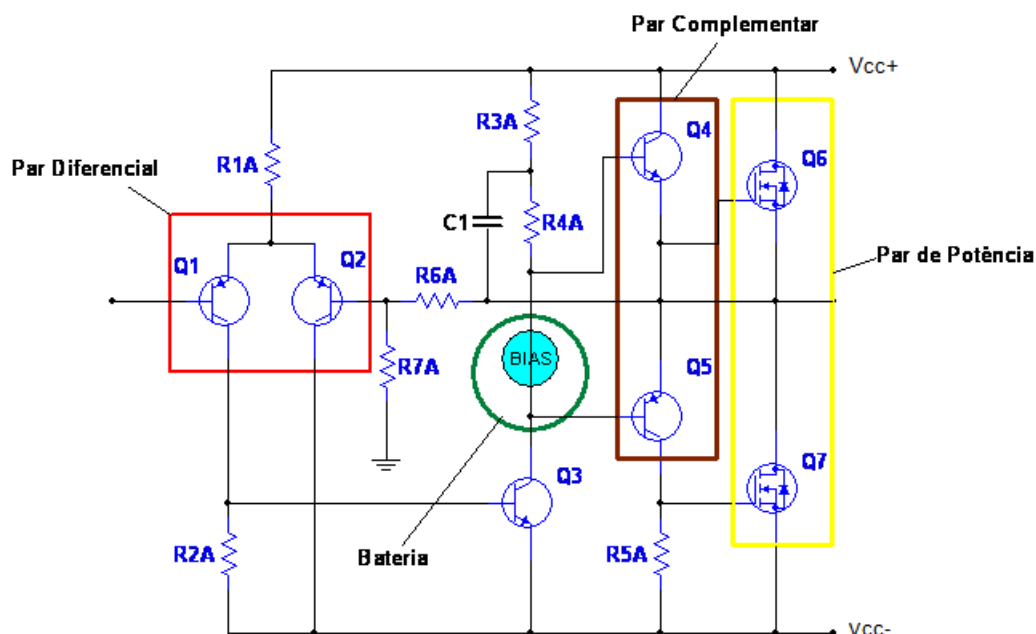 Par Complementar
Vcc+
R3A
Q4
Par Diferencial
R1A
Q6
C1
R4A
Q1
Q2
R6A
Par de Potência
BIAS
R7A
Q5
Q3
Q7
R2A
Bateria
R5A
Vcc-